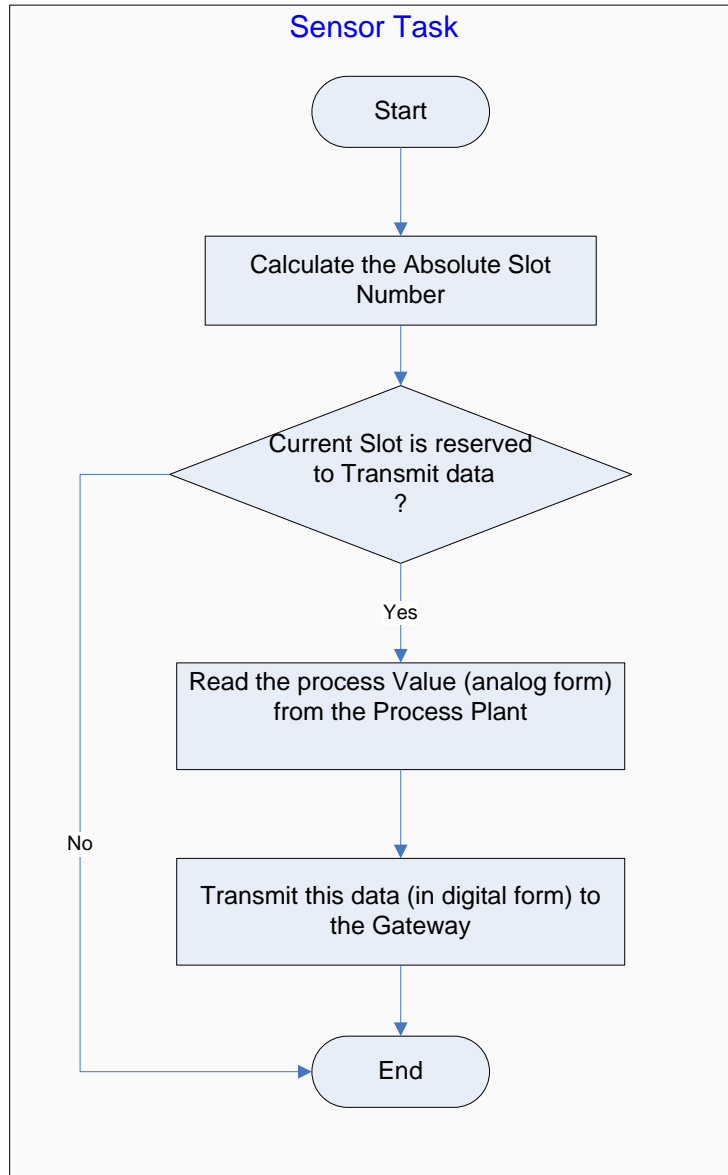 Sensor Task
Start
Calculate the Absolute Slot
Number
Current Slot is reserved
to Transmit data
?
Yes
Read the process Value (analog form)
from the Process Plant
No
Transmit this data (in digital form) to
the Gateway
End